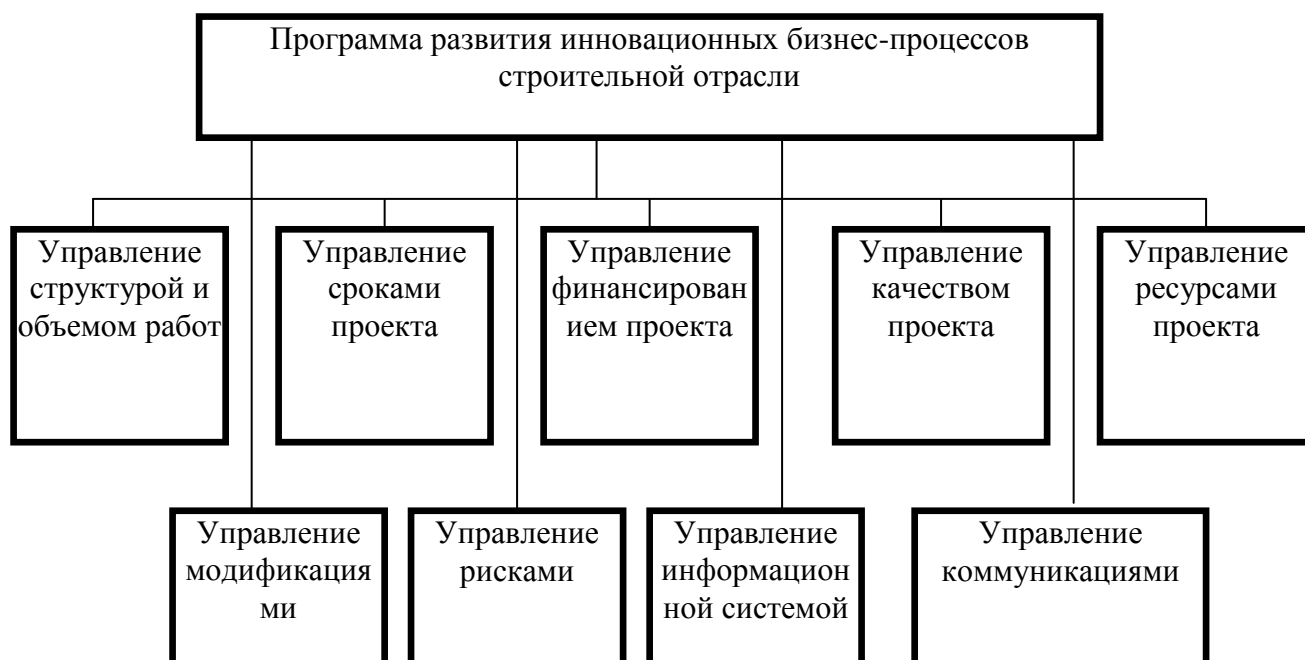 Программа развития инновационных бизнес-процессов
строительной отрасли
Управление
структурой и
объемом работ
Управление
сроками
проекта
Управление
финансирован
ием проекта
Управление
качеством
проекта
Управление
ресурсами
проекта
Управление
модификация
ми
Управление
рисками
Управление
информацион
ной системой
Управление
коммуникациями